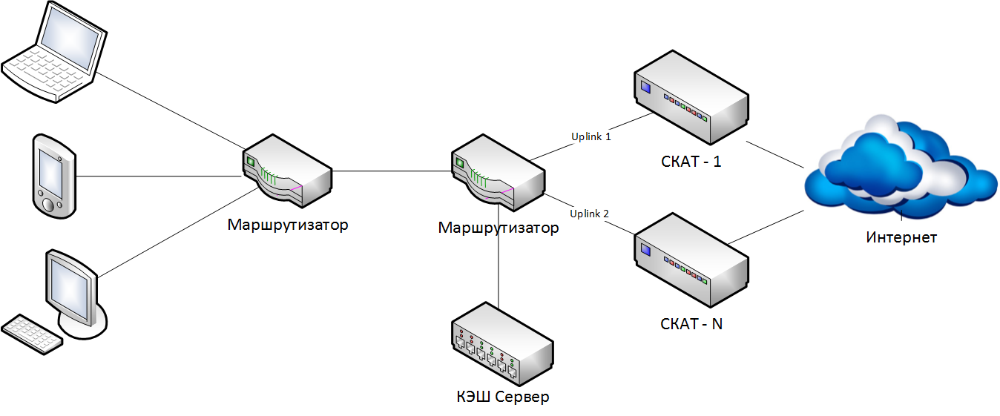 Uplink 1
СКАТ - 1
Uplink 2
Маршрутизатор
Маршрутизатор
Интернет
СКАТ - N
КЭШ Сервер